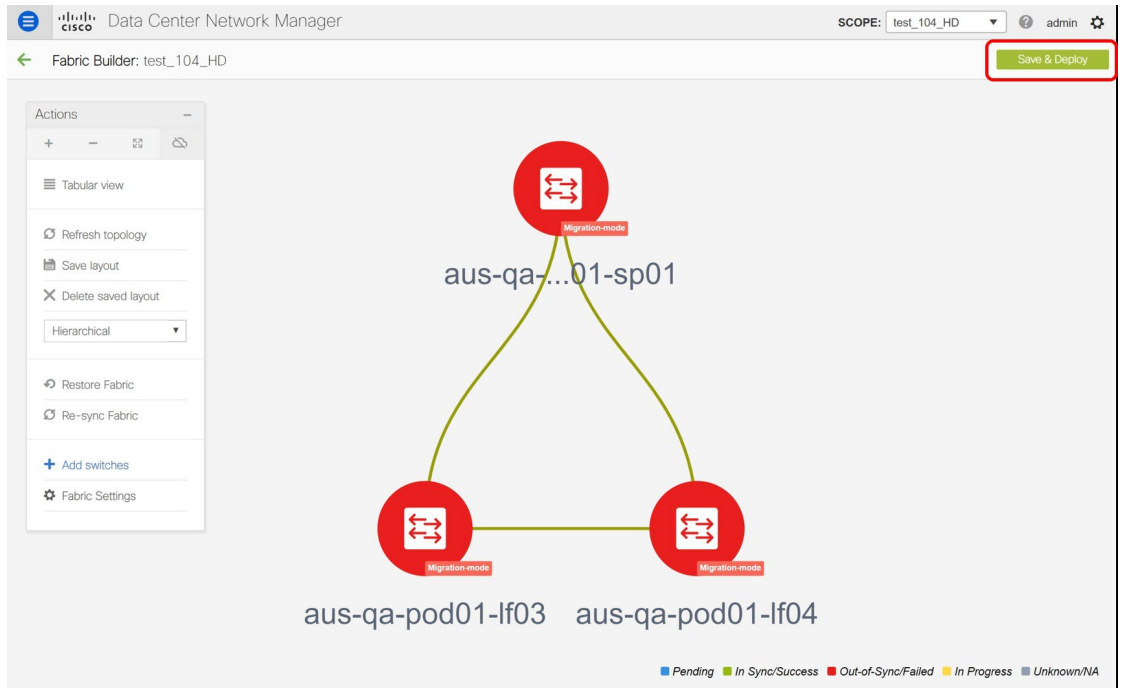 cisco Data Center Network Manager SCOPE: test_104_HD admin
Fabric Builder: test_104_HD Save & Deploy
Actions
Tabular view
Refresh topology
Save layout
Delete saved layout
Hierarchical
Restore Fabric
Re-sync Fabric
Add switches
Fabric Settings
Migration-mode
aus-qa-...01-sp01
Migration-mode Migration-mode
aus-qa-pod01-lf03 aus-qa-pod01-lf04
Pending In Sync/Success Out-of-Sync/Failed In Progress Unknown/NA